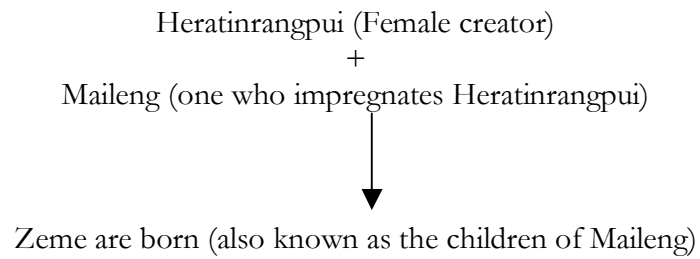 Heratinrangpui (Female creator)
+
Maileng (one who impregnates Heratinrangpui)
Zeme are born (also known as the children of Maileng)